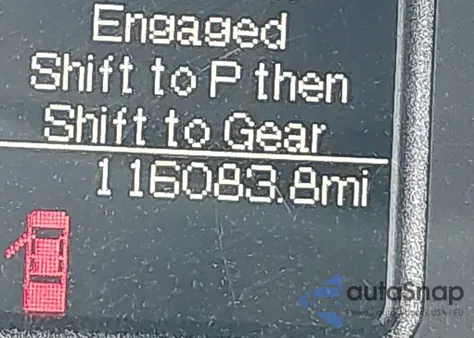 Engaged
Shift to P then
Shift to Gear
116083.8mi
autoSnap